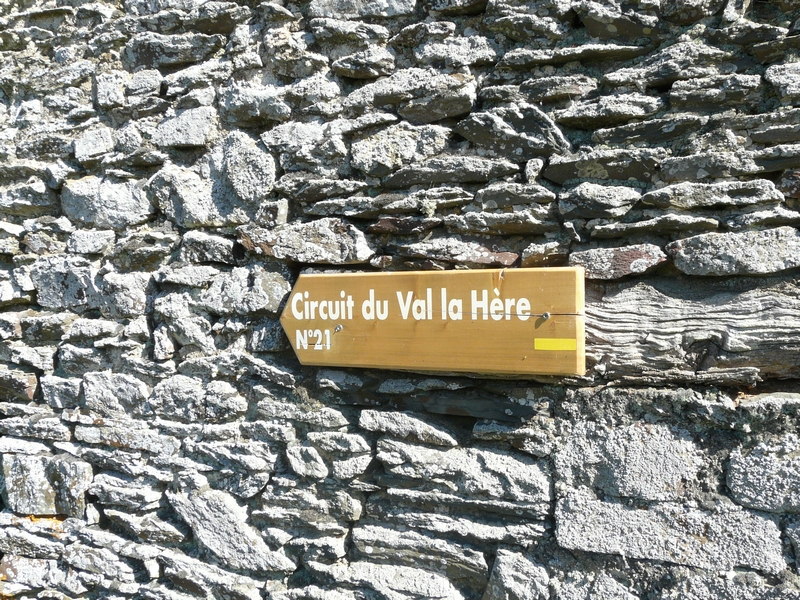 Circuit du Val la Hère
N°21